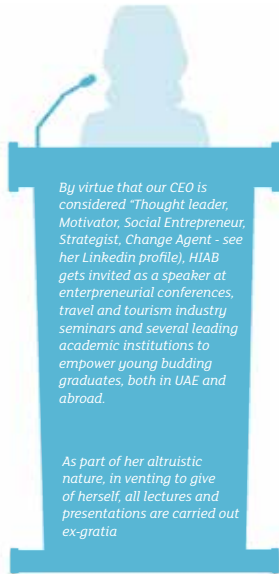 By virtue that our CEO is
considered "Thought leader,
Motivator, Social Entrepreneur,
Strategist, Change Agent - see
her Linkedin profile), HIAB
gets invited as a speaker at
enterpreneurial conferences,
travel and tourism industry
seminars and several leading
academic institutions to
empower young budding
graduates, both in UAE and
abroad.
As part of her altruistic
nature, in venting to give
of herself, all lectures and
presentations are carried out
ex-gratia